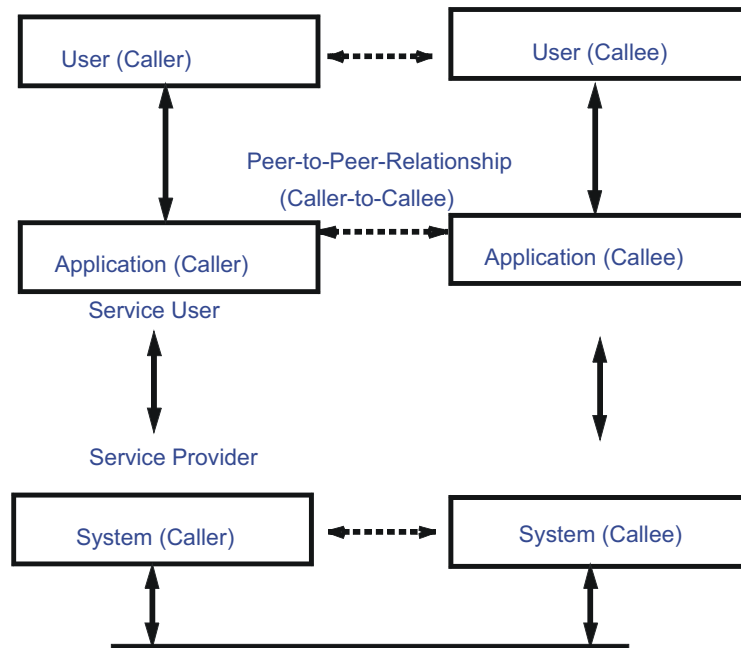 User (Caller)
User (Callee)
Peer-to-Peer-Relationship
(Caller-to-Callee)
Application (Caller)
Application (Callee)
Service User
Service Provider
System (Caller)
System (Callee)